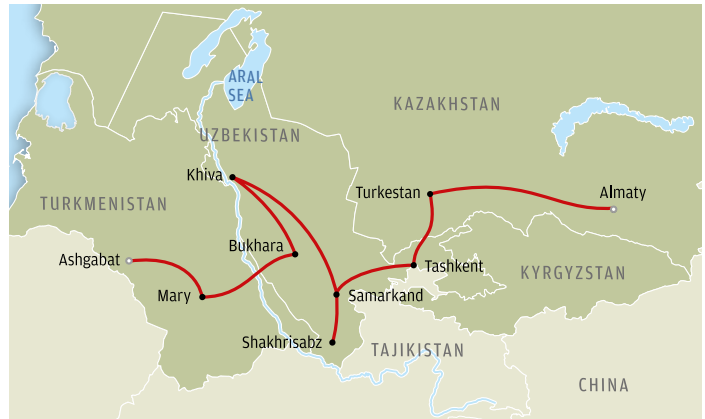 ARAL
SEA
KAZAKHSTAN
UZBEKISTAN
Khiva
Turkestan
Almaty
TURKMENISTAN
Bukhara
Ashgabat
Tashkent
KYRGYZSTAN
Mary
Samarkand
Shakhrisabz
TAJIKISTAN
CHINA